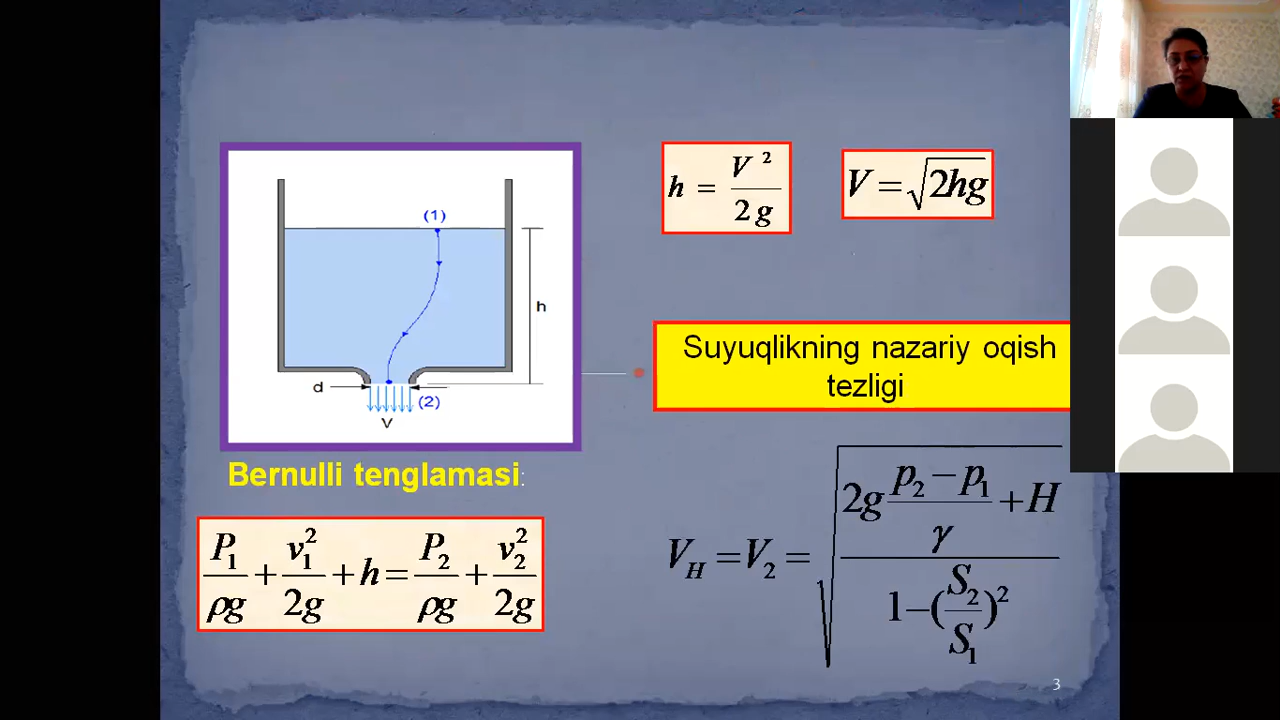 (1)
h
d
(2)
V
h = V² / 2g
V = √2hg
Suyuqlikning nazariy oqish
tezligi
Bernulli tenglamasi:
P₁/ρg + v₁²/2g + h = P₂/ρg + v₂²/2g
V_H = V₂ = √((2g (p₂ − p₁)/γ + H) / (1−(S₂/S₁)²))
3